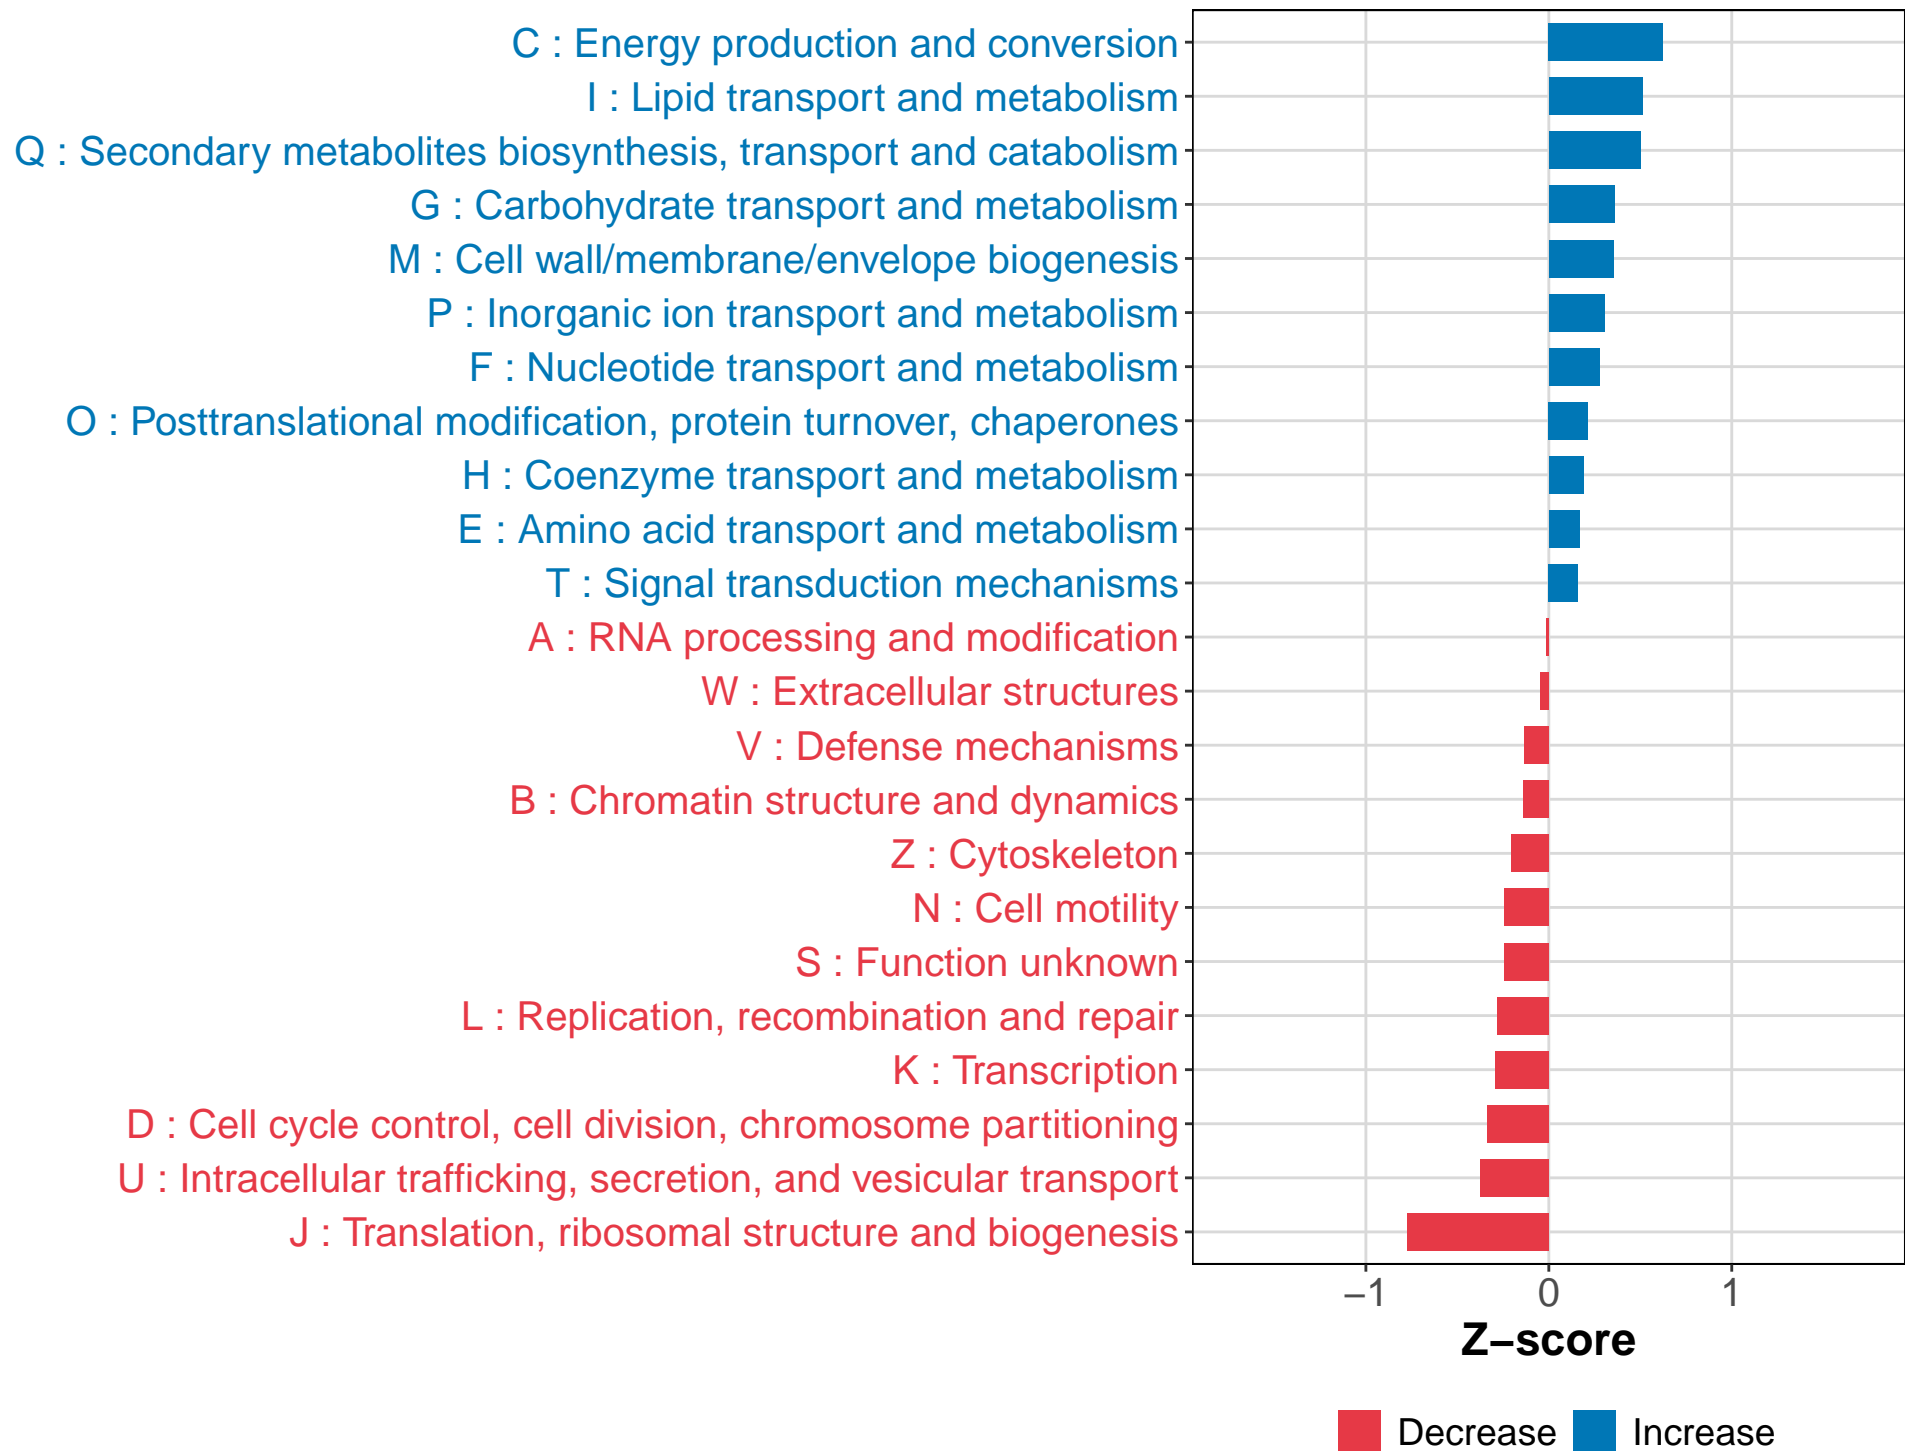 C : Energy production and conversion
I : Lipid transport and metabolism
Q : Secondary metabolites biosynthesis, transport and catabolism
G : Carbohydrate transport and metabolism
M : Cell wall/membrane/envelope biogenesis
P : Inorganic ion transport and metabolism
F : Nucleotide transport and metabolism
O : Posttranslational modification, protein turnover, chaperones
H : Coenzyme transport and metabolism
E : Amino acid transport and metabolism
T : Signal transduction mechanisms
A : RNA processing and modification
W : Extracellular structures
V : Defense mechanisms
B : Chromatin structure and dynamics
Z : Cytoskeleton
N : Cell motility
S : Function unknown
L : Replication, recombination and repair
K : Transcription
D : Cell cycle control, cell division, chromosome partitioning
U : Intracellular trafficking, secretion, and vesicular transport
J : Translation, ribosomal structure and biogenesis
−1 0 1
Z−score
Decrease Increase